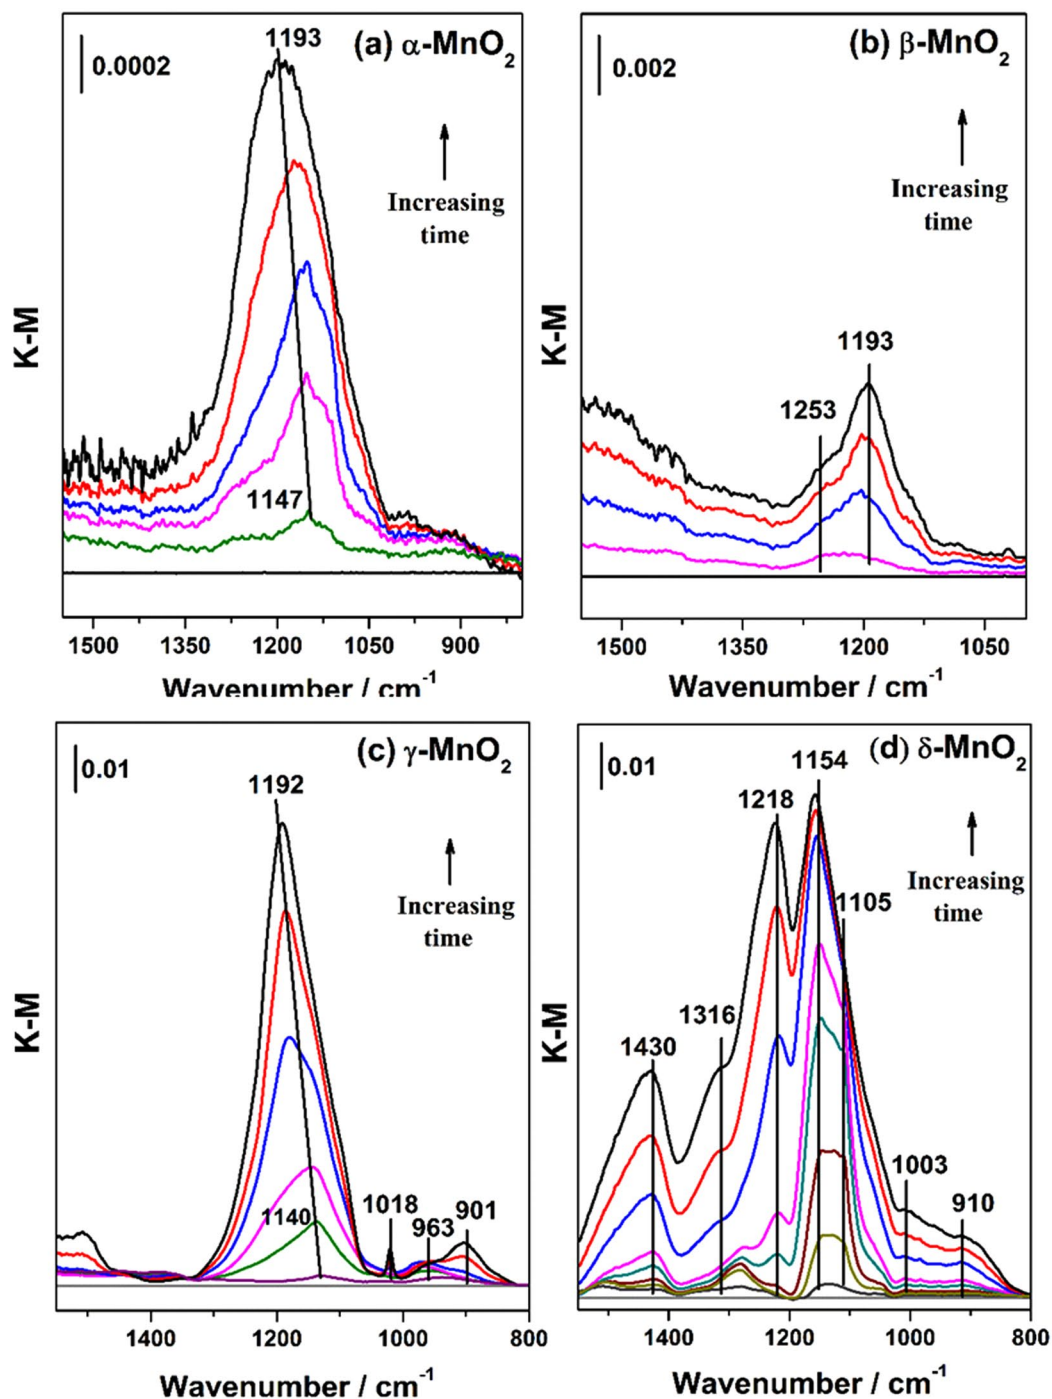 (a) α-MnO₂
1193
0.0002
Increasing
time
K-M
1147
1500 1350 1200 1050 900
Wavenumber / cm⁻¹
(b) β-MnO₂
0.002
Increasing
time
K-M
1193
1253
1500 1350 1200 1050
Wavenumber / cm⁻¹
(c) γ-MnO₂
0.01
1192
Increasing
time
K-M
1140
1018
963
901
1400 1200 1000 800
Wavenumber / cm⁻¹
(d) δ-MnO₂
0.01
1154
1218
Increasing
time
1105
K-M
1316
1430
1003
910
1400 1200 1000 800
Wavenumber / cm⁻¹